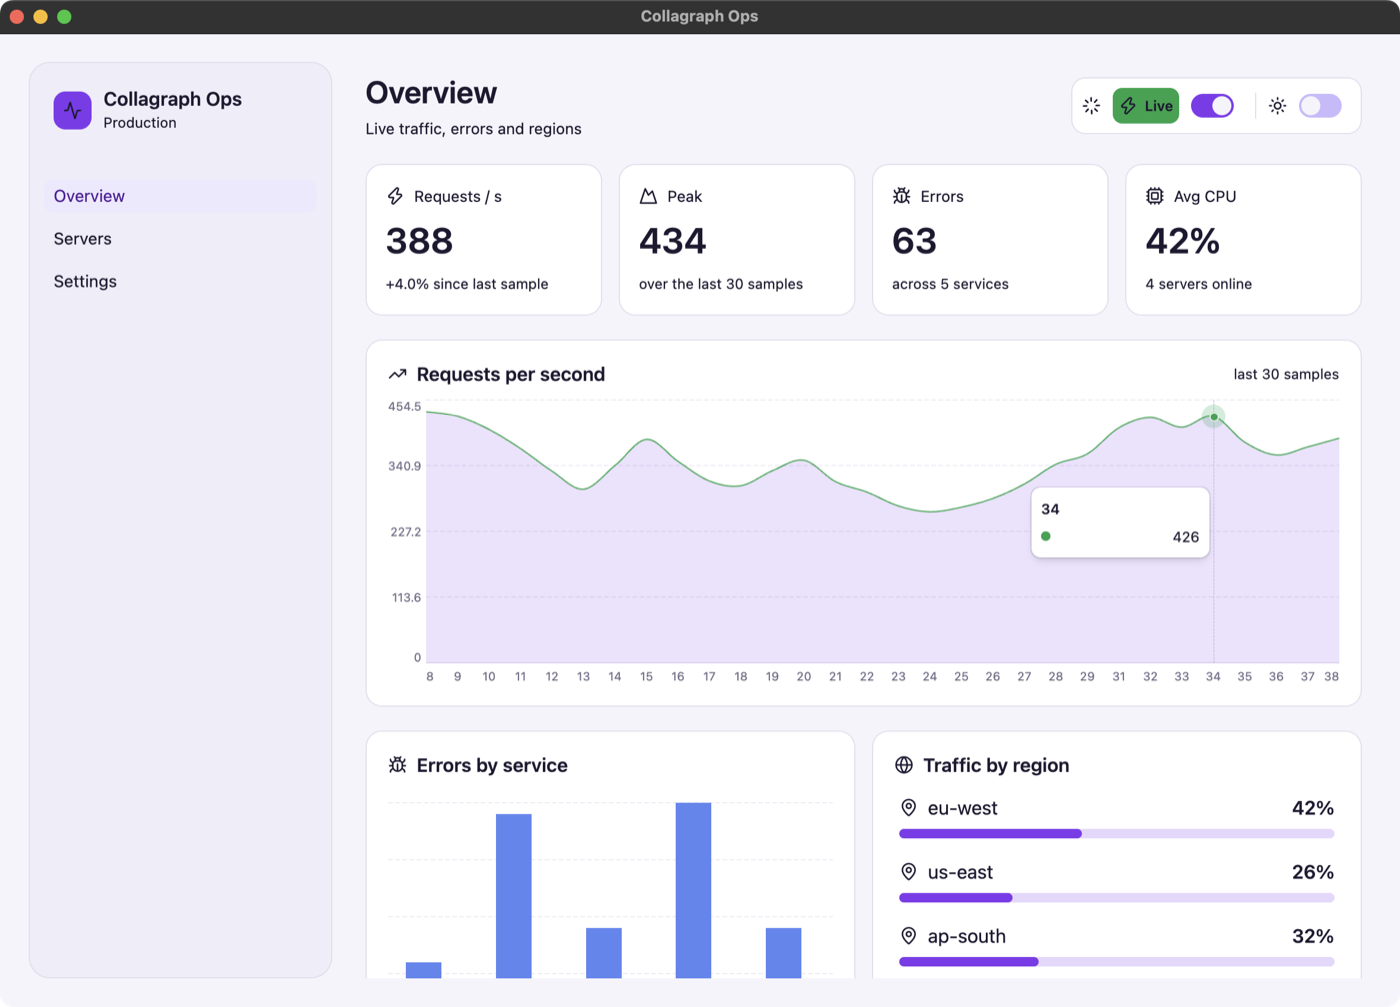 Collagraph Ops
Collagraph Ops
Production
Overview
Servers
Settings
Overview
Live traffic, errors and regions
Live
Requests / s
388
+4.0% since last sample
Peak
434
over the last 30 samples
Errors
63
across 5 services
Avg CPU
42%
4 servers online
Requests per second
last 30 samples
454.5
340.9
227.2
113.6
0
34
426
8 9 10 11 12 13 14 15 16 17 18 19 20 21 22 23 24 25 26 27 28 29 31 32 33 34 35 36 37 38
Errors by service
Traffic by region
eu-west 42%
us-east 26%
ap-south 32%